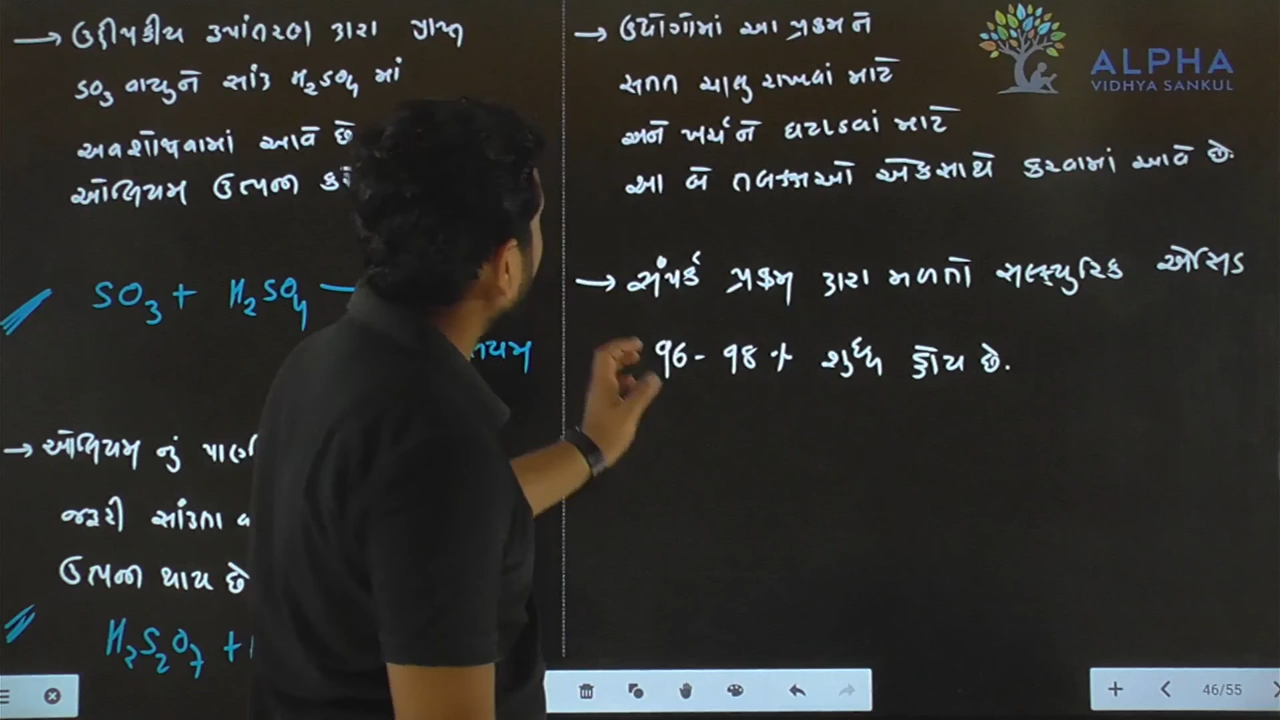 → ઉદ્દીપકીય રૂપાંતરણ દ્વારા પ્રાપ્ત
SO3 વાયુને સાંદ્ર H2SO4 માં
અવશોષવામાં આવે છે
ઓલિયમ ઉત્પન્ન
SO3 + H2SO4 —
→ ઓલિયમ નું
જરૂરી સાંદ્રતા
ઉત્પન્ન થાય છે
H2S2O7 +
→ ઉદ્યોગોમાં આ પ્રક્રમને
સતત ચાલુ રાખવાં માટે
અને ખર્ચને ઘટાડવાં માટે
આ બે તબક્કાઓ એકસાથે કરવામાં આવે છે.
→ સંપર્ક પ્રક્રમ દ્વારા મળતો સલ્ફ્યુરિક એસિડ
96 - 98 % શુદ્ધ હોય છે.
ALPHA
VIDHYA SANKUL
46/55